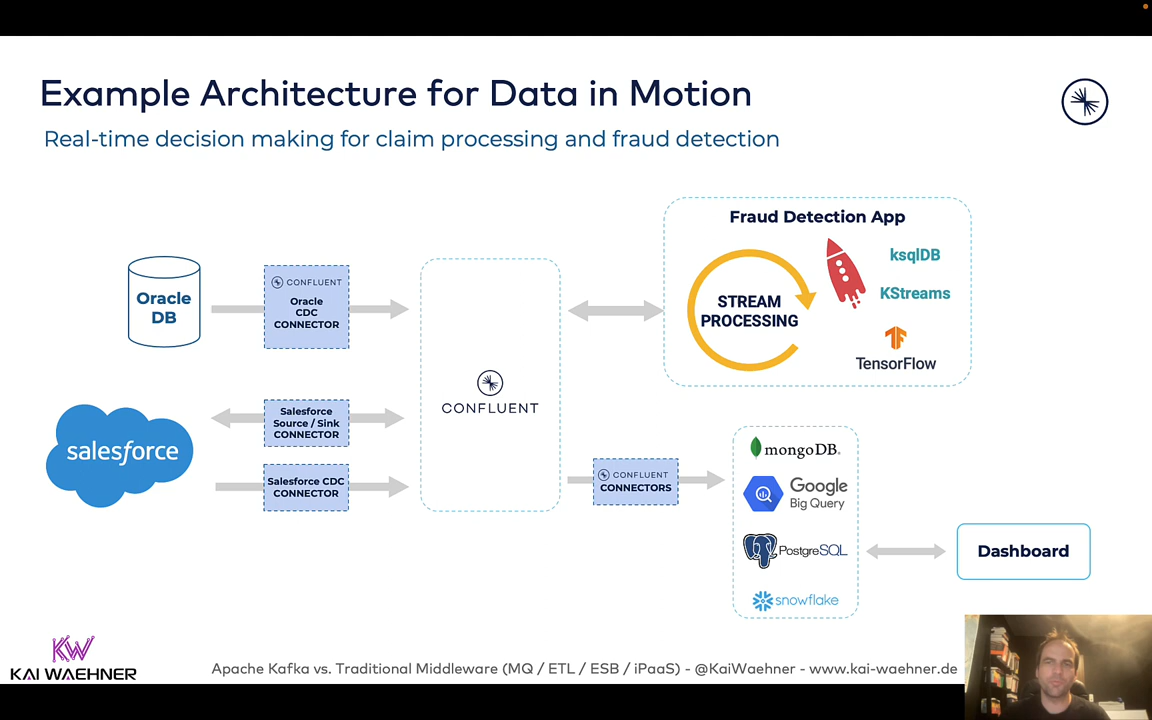 Example Architecture for Data in Motion
Real-time decision making for claim processing and fraud detection
Oracle
DB
CONFLUENT
Oracle
CDC
CONNECTOR
salesforce
Salesforce
Source / Sink
CONNECTOR
Salesforce CDC
CONNECTOR
CONFLUENT
Fraud Detection App
STREAM
PROCESSING
ksqlDB
KStreams
TensorFlow
CONFLUENT
CONNECTORS
mongoDB.
Google
Big Query
PostgreSQL
snowflake
Dashboard
KW
KAI WAEHNER
Apache Kafka vs. Traditional Middleware (MQ / ETL / ESB / iPaaS) - @KaiWaehner - www.kai-waehner.de